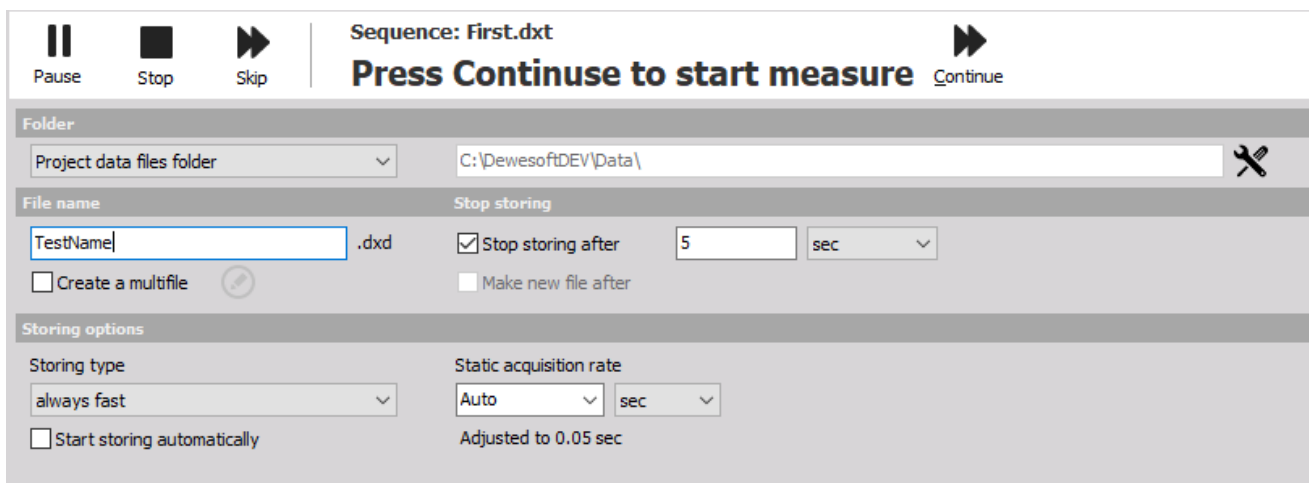 Pause
Stop
Skip
Sequence: First.dxt
Press Continuse to start measure
Continue
Folder
Project data files folder
C:\DewesoftDEV\Data\
File name
Stop storing
TestName .dxd
Stop storing after 5 sec
Create a multifile
Make new file after
Storing options
Storing type
Static acquisition rate
always fast
Auto sec
Start storing automatically
Adjusted to 0.05 sec